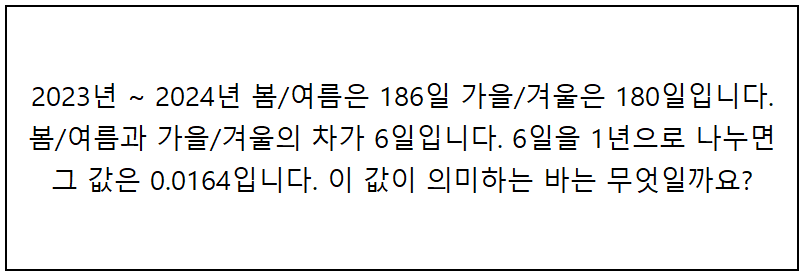 2023년 ~ 2024년 봄/여름은 186일 가을/겨울은 180일입니다.
봄/여름과 가을/겨울의 차가 6일입니다. 6일을 1년으로 나누면
그 값은 0.0164입니다. 이 값이 의미하는 바는 무엇일까요?